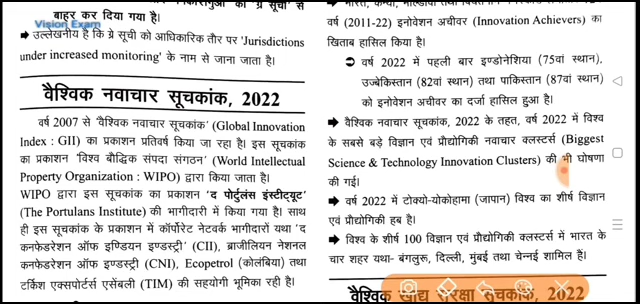 बाहर कर दिया गया है।
Vision Exam
➡ उल्लेखनीय है कि ग्रे सूची को आधिकारिक तौर पर 'Jurisdictions
under increased monitoring' के नाम से जाना जाता है।
वैश्विक नवाचार सूचकांक, 2022
वर्ष 2007 से 'वैश्विक नवाचार सूचकांक' (Global Innovation
Index : GII) का प्रकाशन प्रतिवर्ष किया जा रहा है। इस सूचकांक
का प्रकाशन 'विश्व बौद्धिक संपदा संगठन' (World Intellectual
Property Organization : WIPO) द्वारा किया जाता है।
WIPO द्वारा इस सूचकांक का प्रकाशन 'द पोर्टुलंस इंस्टीट्यूट'
(The Portulans Institute) की भागीदारी में किया गया है। साथ
ही इस सूचकांक के प्रकाशन में कॉर्पोरेट नेटवर्क भागीदारों यथा 'द
कनफेडरेशन ऑफ इण्डियन इण्डस्ट्री' (CII), ब्राजीलियन नेशनल
कनफेडरेशन ऑफ इण्डस्ट्री (CNI), Ecopetrol (कोलंबिया) तथा
टर्किश एक्सपोर्टर्स एसेंबली (TIM) की सहयोगी भूमिका रही है।
वर्ष (2011-22) इनोवेशन अचीवर (Innovation Achievers) का
खिताब हासिल किया है।
➲ वर्ष 2022 में पहली बार इण्डोनेशिया (75वां स्थान),
उज्बेकिस्तान (82वां स्थान) तथा पाकिस्तान (87वां स्थान)
को इनोवेशन अचीवर का दर्जा हासिल हुआ है।
➡ वैश्विक नवाचार सूचकांक, 2022 के तहत, वर्ष 2022 में विश्व
के सबसे बड़े विज्ञान एवं प्रौद्योगिकी नवाचार क्लस्टर्स (Biggest
Science & Technology Innovation Clusters) की भी घोषणा
की गई।
➡ वर्ष 2022 में टोक्यो-योकोहामा (जापान) विश्व का शीर्ष विज्ञान
एवं प्रौद्योगिकी हब है।
➡ विश्व के शीर्ष 100 विज्ञान एवं प्रौद्योगिकी क्लस्टर्स में भारत के
चार शहर यथा- बंगलुरू, दिल्ली, मुंबई तथा चेन्नई शामिल हैं।
वैश्विक खाद्य सुरक्षा सूचकांक, 2022